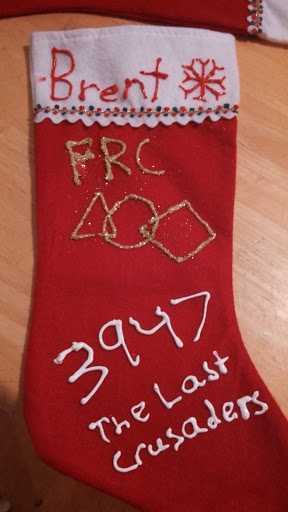 Brent
FRC
3947
The Last
Crusaders